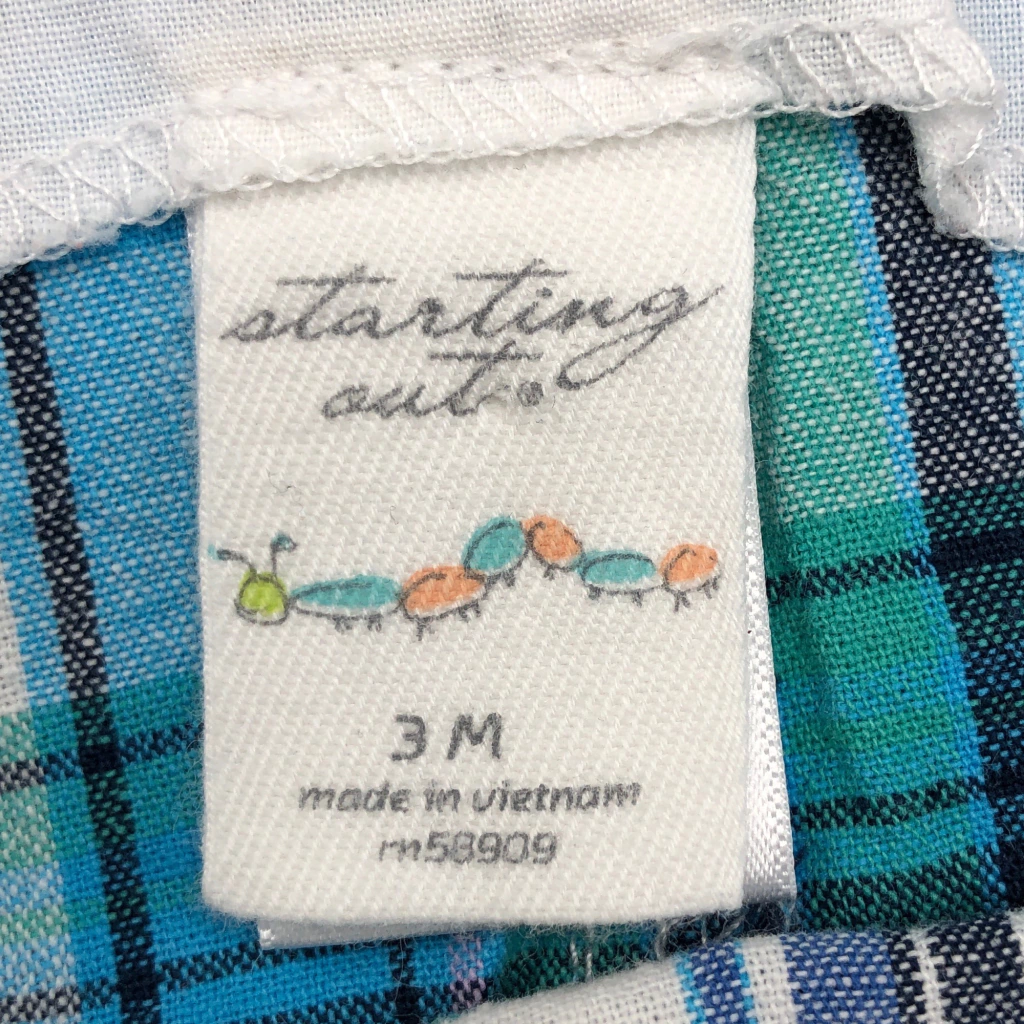 starting
out®
3 M
made in vietnam
rn58909